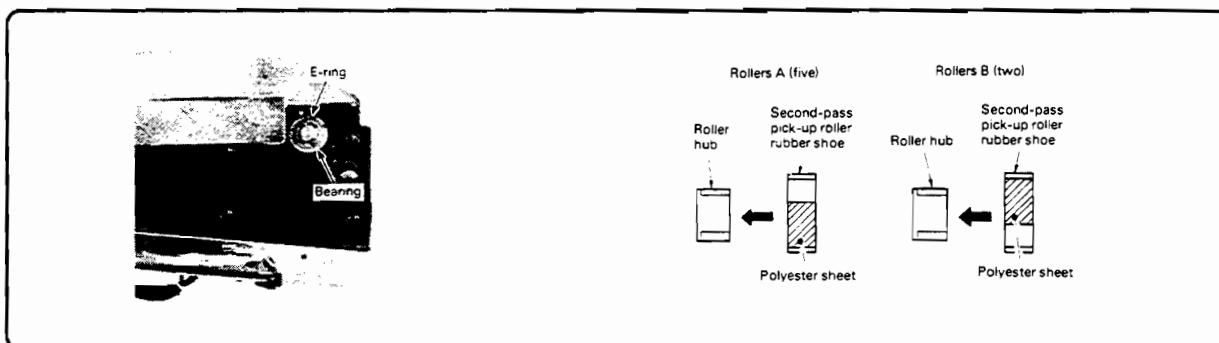 E-ring
Bearing
Rollers A (five)
Roller
hub
Second-pass
pick-up roller
rubber shoe
Polyester sheet
Rollers B (two)
Roller hub
Second-pass
pick-up roller
rubber shoe
Polyester sheet